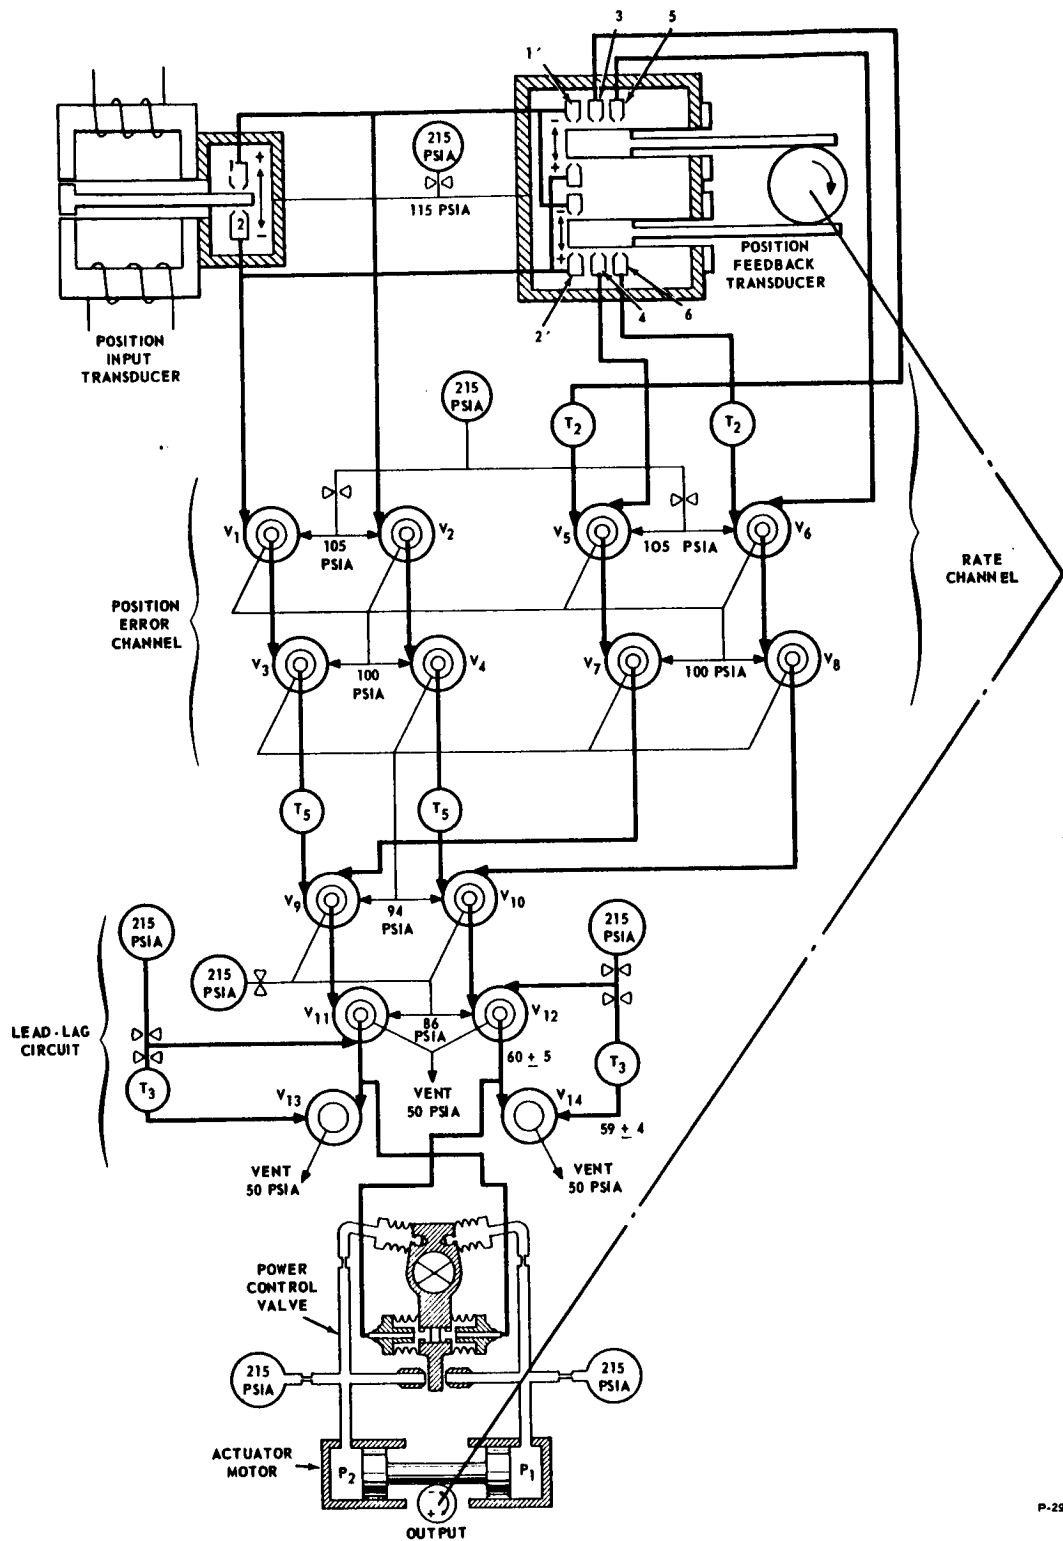 3
5
1'
215
PSIA
115 PSIA
+
1
2
-
-
+
-
+
POSITION
INPUT
TRANSDUCER
POSITION
FEEDBACK
TRANSDUCER
2'
4
6
215
PSIA
T2
T2
V1
V2
V5
V6
105
PSIA
105 PSIA
POSITION
ERROR
CHANNEL
RATE
CHANNEL
V3
V4
V7
V8
100
PSIA
100 PSIA
T5
T5
V9
V10
94
PSIA
215
PSIA
215
PSIA
215
PSIA
LEAD-LAG
CIRCUIT
V11
V12
86
PSIA
60 ± 5
T3
T3
VENT
50 PSIA
V13
V14
59 ± 4
VENT
50 PSIA
VENT
50 PSIA
POWER
CONTROL
VALVE
215
PSIA
215
PSIA
ACTUATOR
MOTOR
P2
P1
-
+
OUTPUT
P-29